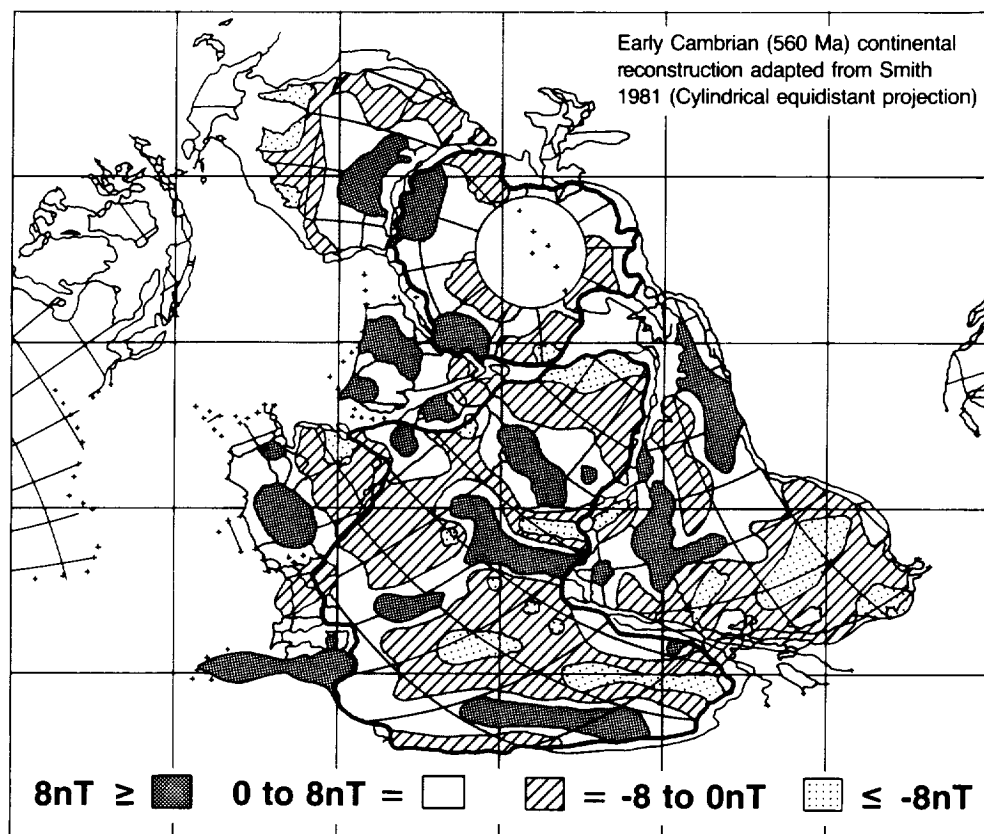 Early Cambrian (560 Ma) continental
reconstruction adapted from Smith
1981 (Cylindrical equidistant projection)
8nT ≥ 0 to 8nT = = -8 to 0nT ≤ -8nT